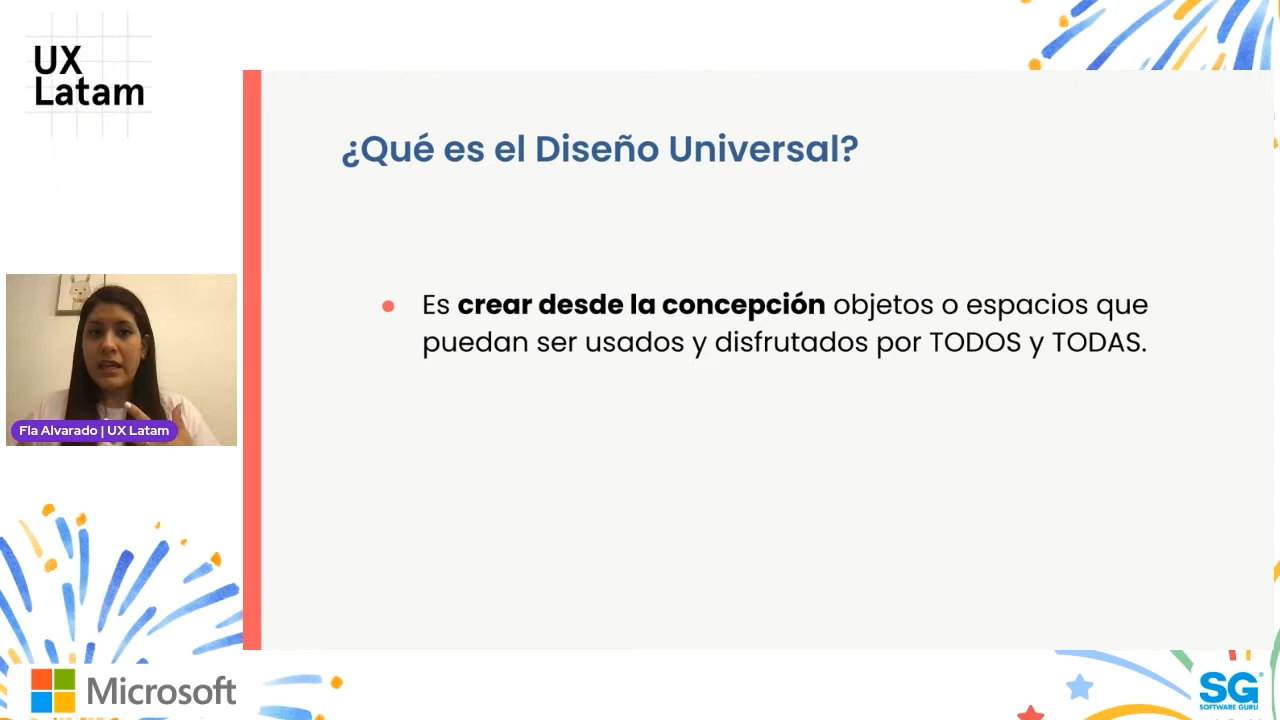 UX
Latam
¿Qué es el Diseño Universal?
Es crear desde la concepción objetos o espacios que
puedan ser usados y disfrutados por TODOS y TODAS.
Fla Alvarado | UX Latam
Microsoft
SG
SOFTWARE GURU